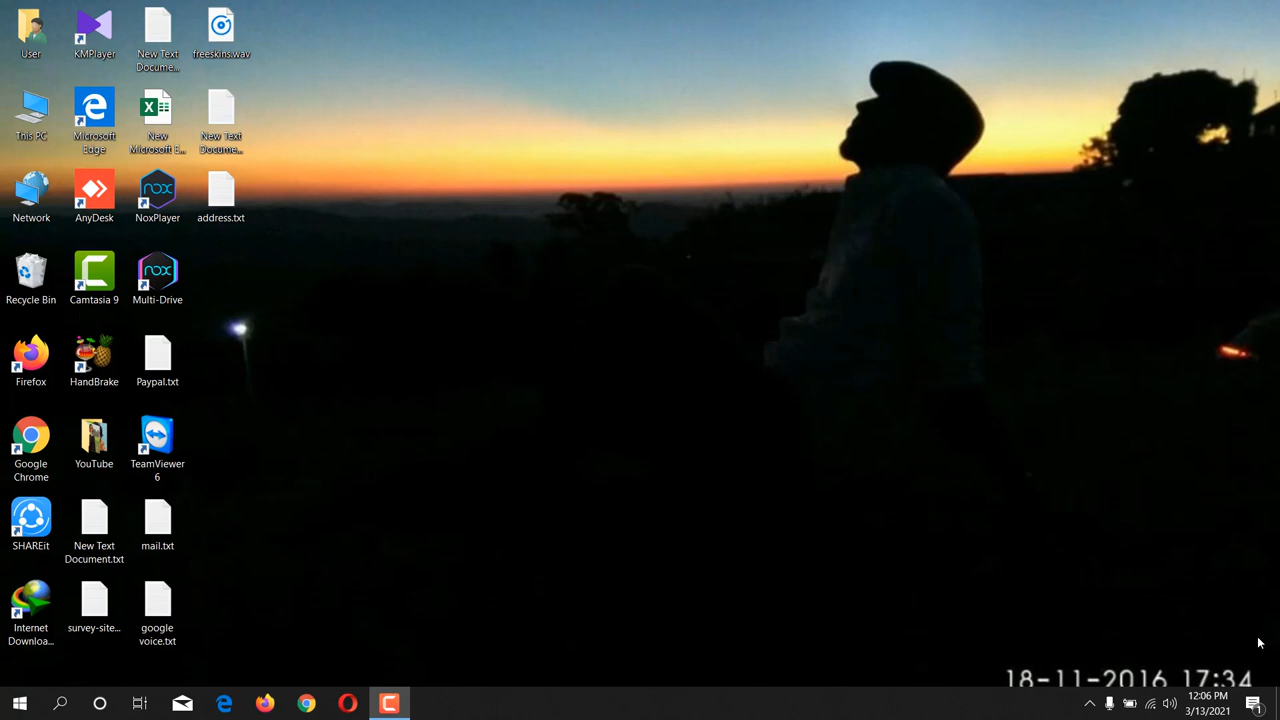 User
KMPlayer
New Text
Docume...
freeskins.wav
This PC
Microsoft
Edge
New
Microsoft E...
New Text
Docume...
Network
AnyDesk
NoxPlayer
address.txt
Recycle Bin
Camtasia 9
Multi-Drive
Firefox
HandBrake
Paypal.txt
Google
Chrome
YouTube
TeamViewer
6
SHAREit
New Text
Document.txt
mail.txt
Internet
Downloa...
survey-site...
google
voice.txt
18-11-2016 17:34
12:06 PM
3/13/2021
1